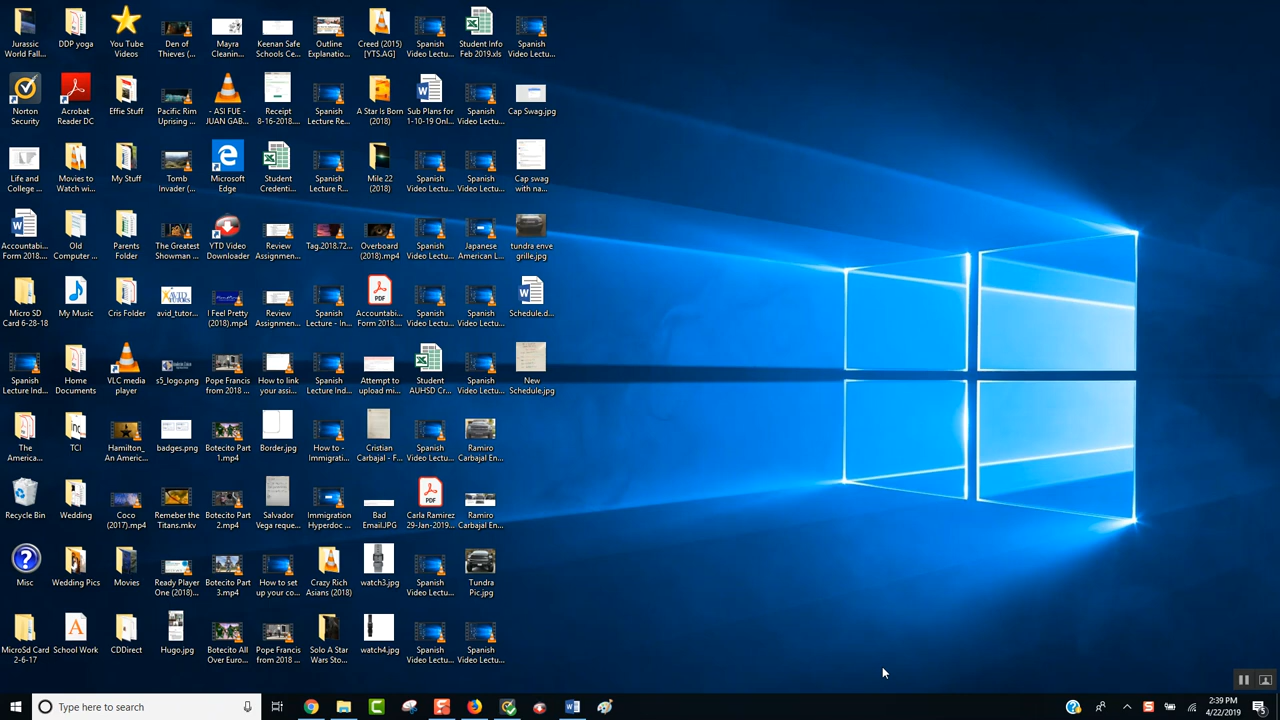 Jurassic
World Fall...
DDP yoga
You Tube
Videos
Den of
Thieves (...
Mayra
Cleanin...
Keenan Safe
Schools Ce...
Outline
Explanatio...
Creed (2015)
[YTS.AG]
Spanish
Video Lectu...
Student Info
Feb 2019.xls
Spanish
Video Lectu...
Norton
Security
Acrobat
Reader DC
Effie Stuff
Pacific Rim
Uprising ...
- ASI FUE -
JUAN GAB...
Receipt
8-16-2018....
Spanish
Lecture Re...
A Star Is Born
(2018)
Sub Plans for
1-10-19 Onl...
Spanish
Video Lectu...
Cap Swag.jpg
Life and
College ...
Movies to
Watch wi...
My Stuff
Tomb
Invader (...
Microsoft
Edge
Student
Credenti...
Spanish
Lecture R...
Mile 22
(2018)
Spanish
Video Lectu...
Spanish
Video Lectu...
Cap swag
with na...
Accountabi...
Form 2018....
Old
Computer ...
Parents
Folder
The Greatest
Showman ...
YTD Video
Downloader
Review
Assignmen...
Tag.2018.72...
Overboard
(2018).mp4
Spanish
Video Lectu...
Japanese
American L...
tundra enve
grille.jpg
Micro SD
Card 6-28-18
My Music
Cris Folder
avid_tutor...
I Feel Pretty
(2018).mp4
Review
Assignmen...
Spanish
Lecture - In...
Accountabi...
Form 2018....
Spanish
Video Lectu...
Spanish
Video Lectu...
Schedule.d...
Spanish
Lecture Ind...
Home
Documents
VLC media
player
s5_logo.png
Pope Francis
from 2018 ...
How to link
your assi...
Spanish
Lecture Ind...
Attempt to
upload mi...
Student
AUHSD Cr...
Spanish
Video Lectu...
New
Schedule.jpg
The
America...
TCI
Hamilton_
An Americ...
badges.png
Botecito Part
1.mp4
Border.jpg
How to -
Immigrati...
Cristian
Carbajal - F...
Spanish
Video Lectu...
Ramiro
Carbajal En...
Recycle Bin
Wedding
Coco
(2017).mp4
Remeber the
Titans.mkv
Botecito Part
2.mp4
Salvador
Vega reque...
Immigration
Hyperdoc ...
Bad
Email.JPG
Carla Ramirez
29-Jan-2019...
Ramiro
Carbajal En...
Misc
Wedding Pics
Movies
Ready Player
One (2018)...
Botecito Part
3.mp4
How to set
up your co...
Crazy Rich
Asians (2018)
watch3.jpg
Spanish
Video Lectu...
Tundra
Pic.jpg
MicroSd Card
2-6-17
School Work
CDDirect
Hugo.jpg
Botecito All
Over Euro...
Pope Francis
from 2018 ...
Solo A Star
Wars Sto...
watch4.jpg
Spanish
Video Lectu...
Spanish
Video Lectu...
Type here to search
2:39 PM
4/22/2019